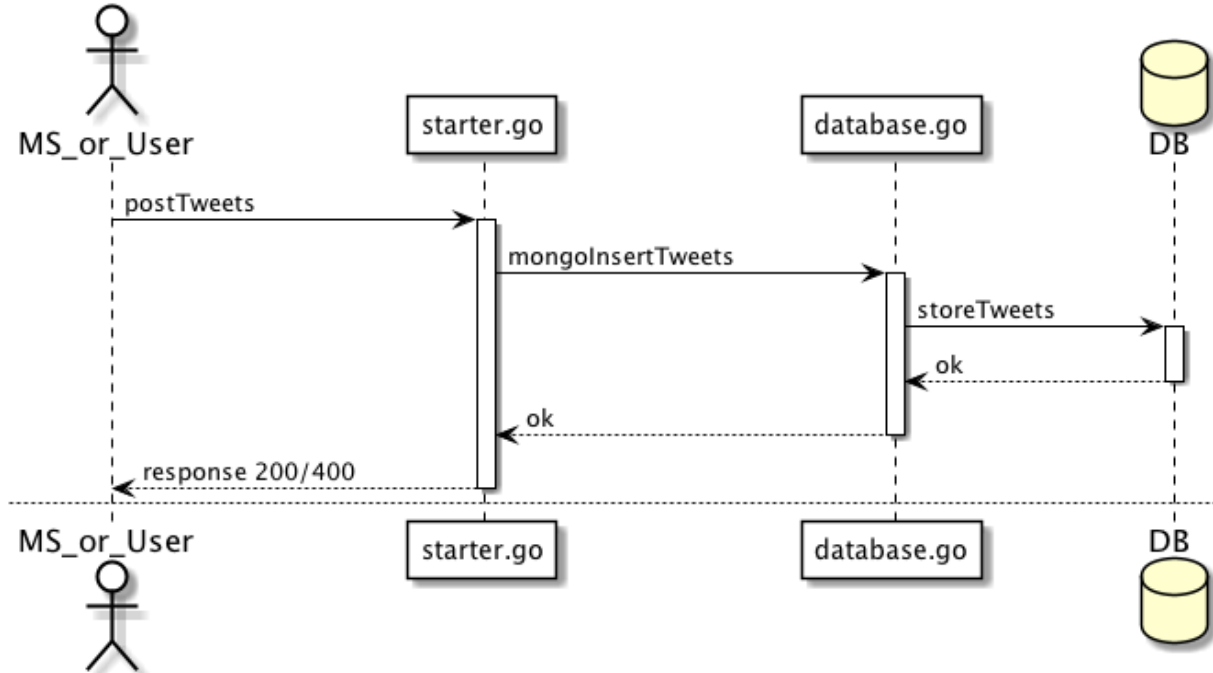 MS_or_User
starter.go
database.go
DB
postTweets
mongoInsertTweets
storeTweets
ok
ok
response 200/400
MS_or_User
starter.go
database.go
DB